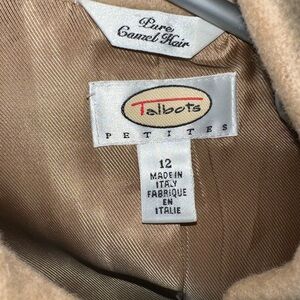 Pure
Camel Hair
Talbots
PETITES
12
MADE IN
ITALY
FABRIQUE
EN
ITALIE